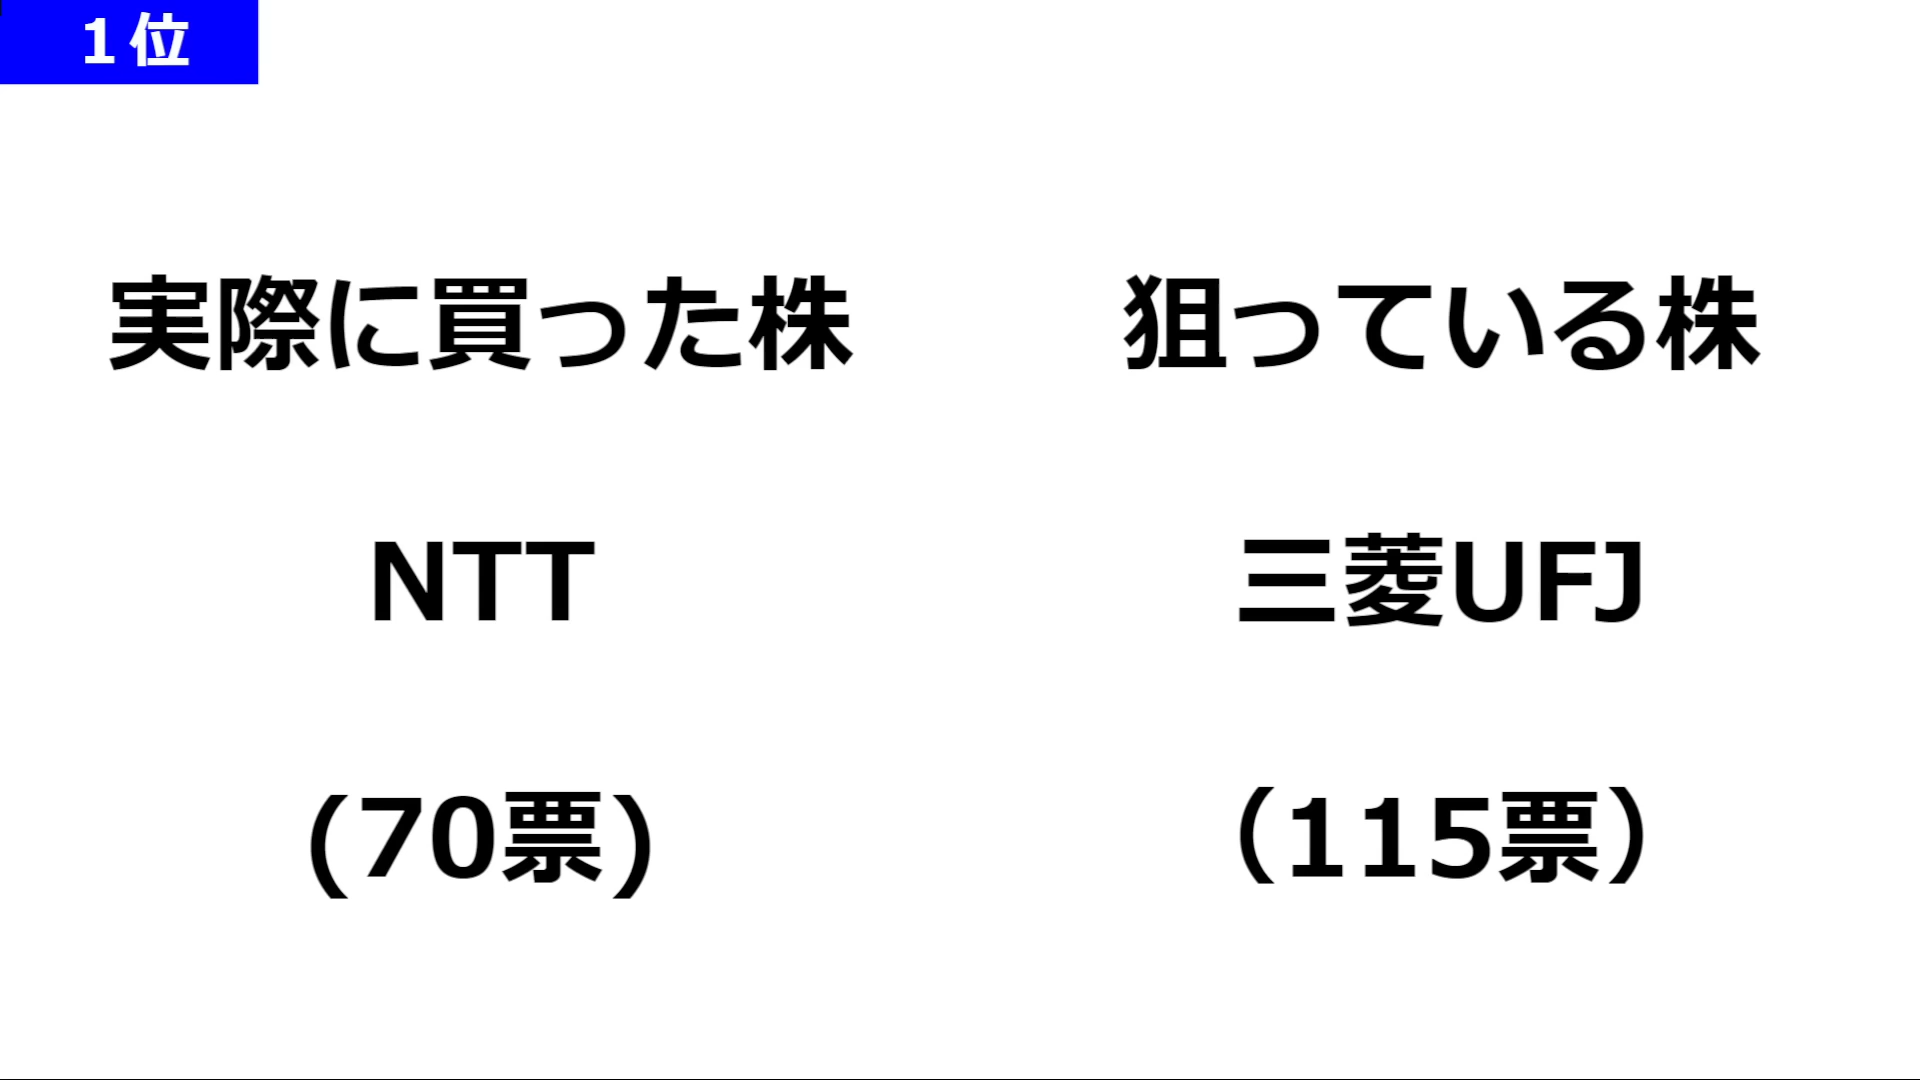 １位
実際に買った株
NTT
(70票)
狙っている株
三菱UFJ
（115票）